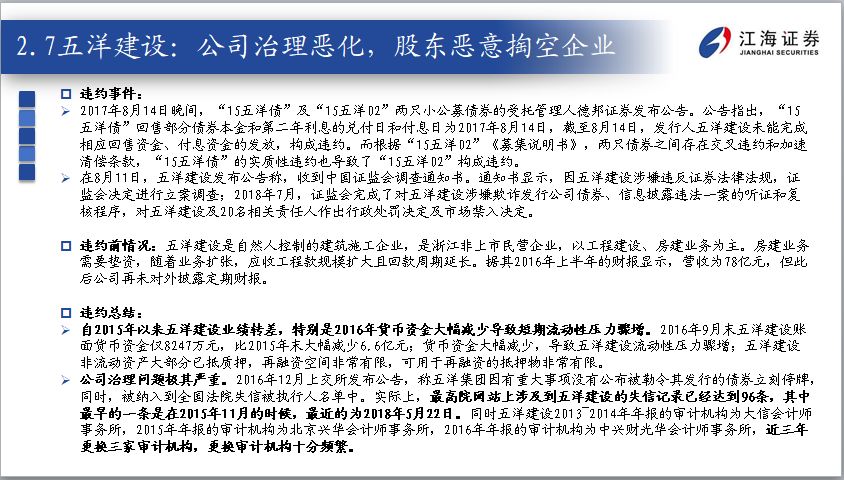 2.7五洋建设：公司治理恶化，股东恶意掏空企业
江海证券
JIANGHAI SECURITIES
违约事件：
2017年8月14日晚间，“15五洋债”及“15五洋02”两只小公募债券的受托管理人德邦证券发布公告。公告指出，“15
五洋债”回售部分债券本金和第二年利息的兑付日和付息日为2017年8月14日，截至8月14日，发行人五洋建设未能完成
相应回售资金、付息资金的发放，构成违约。而根据“15五洋02”《募集说明书》，两只债券之间存在交叉违约和加速
清偿条款，“15五洋债”的实质性违约也导致了“15五洋02”构成违约。
在8月11日，五洋建设发布公告称，收到中国证监会调查通知书。通知书显示，因五洋建设涉嫌违反证券法律法规，证
监会决定进行立案调查；2018年7月，证监会完成了对五洋建设涉嫌欺诈发行公司债券、信息披露违法一案的听证和复
核程序，对五洋建设及20名相关责任人作出行政处罚决定及市场禁入决定。
违约前情况：五洋建设是自然人控制的建筑施工企业，是浙江非上市民营企业，以工程建设、房建业务为主。房建业务
需要垫资，随着业务扩张，应收工程款规模扩大且回款周期延长。据其2016年上半年的财报显示，营收为78亿元，但此
后公司再未对外披露定期财报。
违约总结：
自2015年以来五洋建设业绩转差，特别是2016年货币资金大幅减少导致短期流动性压力骤增。2016年9月末五洋建设账
面货币资金仅8247万元，比2015年末大幅减少6.6亿元；货币资金大幅减少，导致五洋建设流动性压力骤增；五洋建设
非流动资产大部分已抵质押，再融资空间非常有限，可用于再融资的抵押物非常有限。
公司治理问题极其严重。2016年12月上交所发布公告，称五洋集团因有重大事项没有公布被勒令其发行的债券立刻停牌，
同时，被纳入到全国法院失信被执行人名单中。实际上，最高院网站上涉及到五洋建设的失信记录已经达到96条，其中
最早的一条是在2015年11月的时候，最近的为2018年5月22日。同时五洋建设2013-2014年年报的审计机构为大信会计师
事务所，2015年年报的审计机构为北京兴华会计师事务所，2016年年报的审计机构为中兴财光华会计师事务所，近三年
更换三家审计机构，更换审计机构十分频繁。